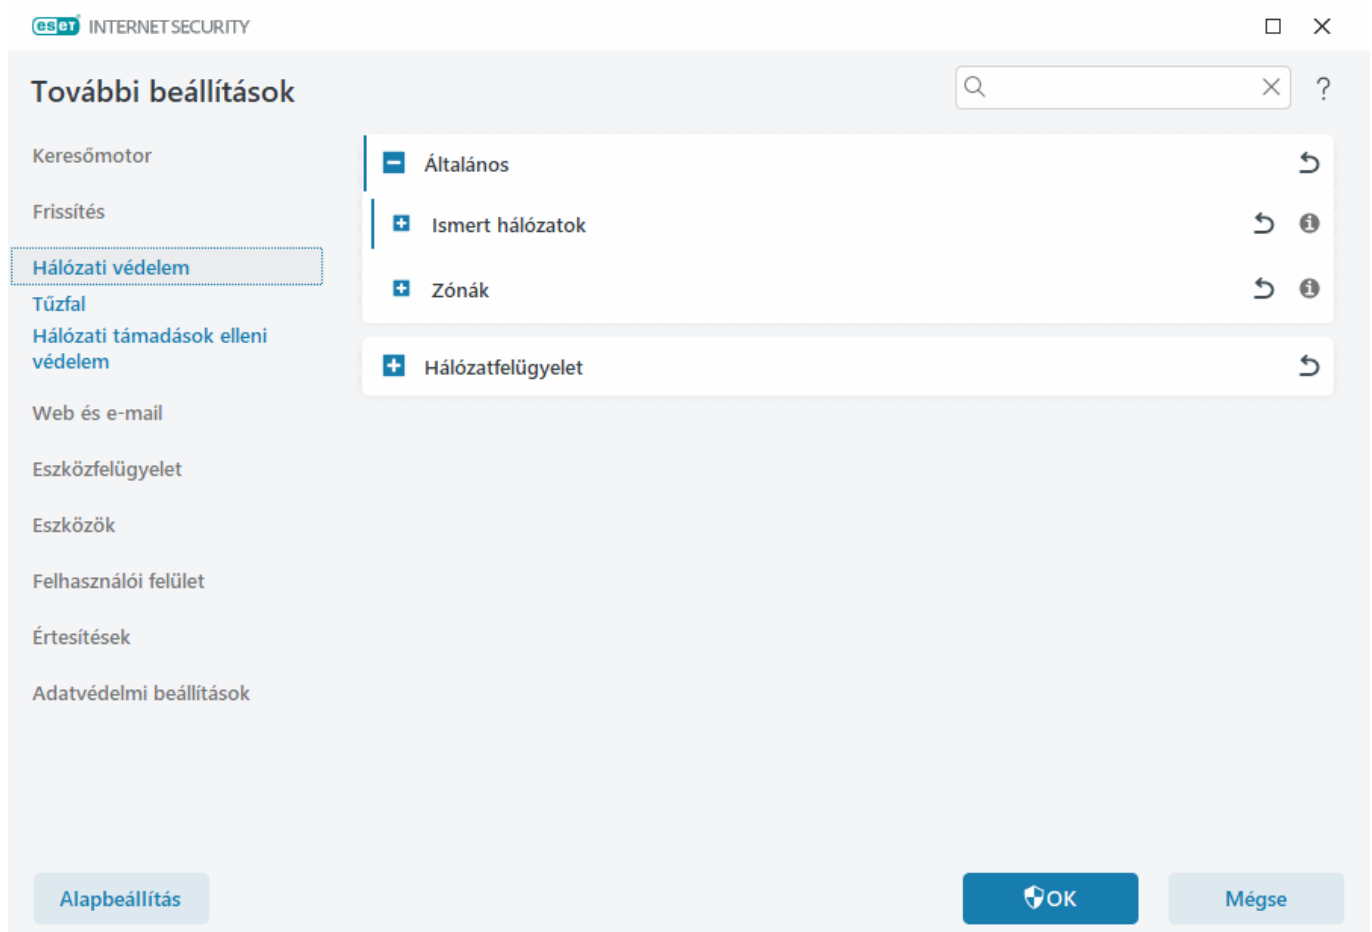 eset INTERNET SECURITY
További beállítások
?
Keresőmotor
Frissítés
Hálózati védelem
Tűzfal
Hálózati támadások elleni
védelem
Web és e-mail
Eszközfelügyelet
Eszközök
Felhasználói felület
Értesítések
Adatvédelmi beállítások
Általános
Ismert hálózatok
Zónák
Hálózatfelügyelet
Alapbeállítás
OK
Mégse